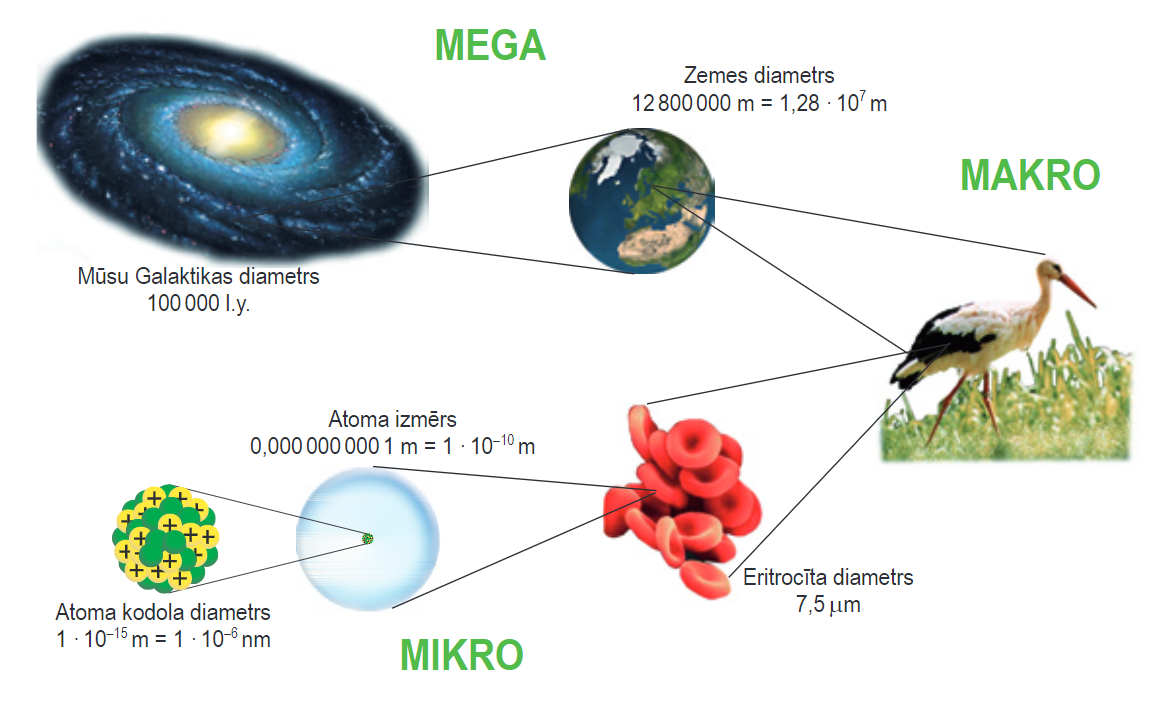 MEGA
Zemes diametrs
12 800 000 m = 1,28 · 10⁷ m
MAKRO
Mūsu Galaktikas diametrs
100 000 l.y.
Atoma izmērs
0,000 000 000 1 m = 1 · 10⁻¹⁰ m
+ + + + + + + + + + + + +
Eritrocīta diametrs
7,5 µm
Atoma kodola diametrs
1 · 10⁻¹⁵ m = 1 · 10⁻⁶ nm
MIKRO